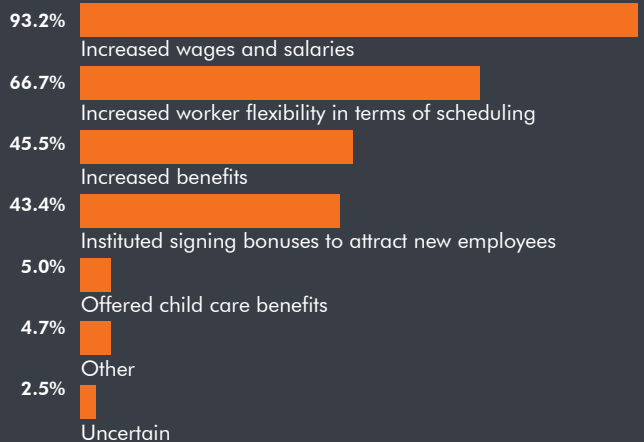 93.2%
Increased wages and salaries
66.7%
Increased worker flexibility in terms of scheduling
45.5%
Increased benefits
43.4%
Instituted signing bonuses to attract new employees
5.0%
Offered child care benefits
4.7%
Other
2.5%
Uncertain